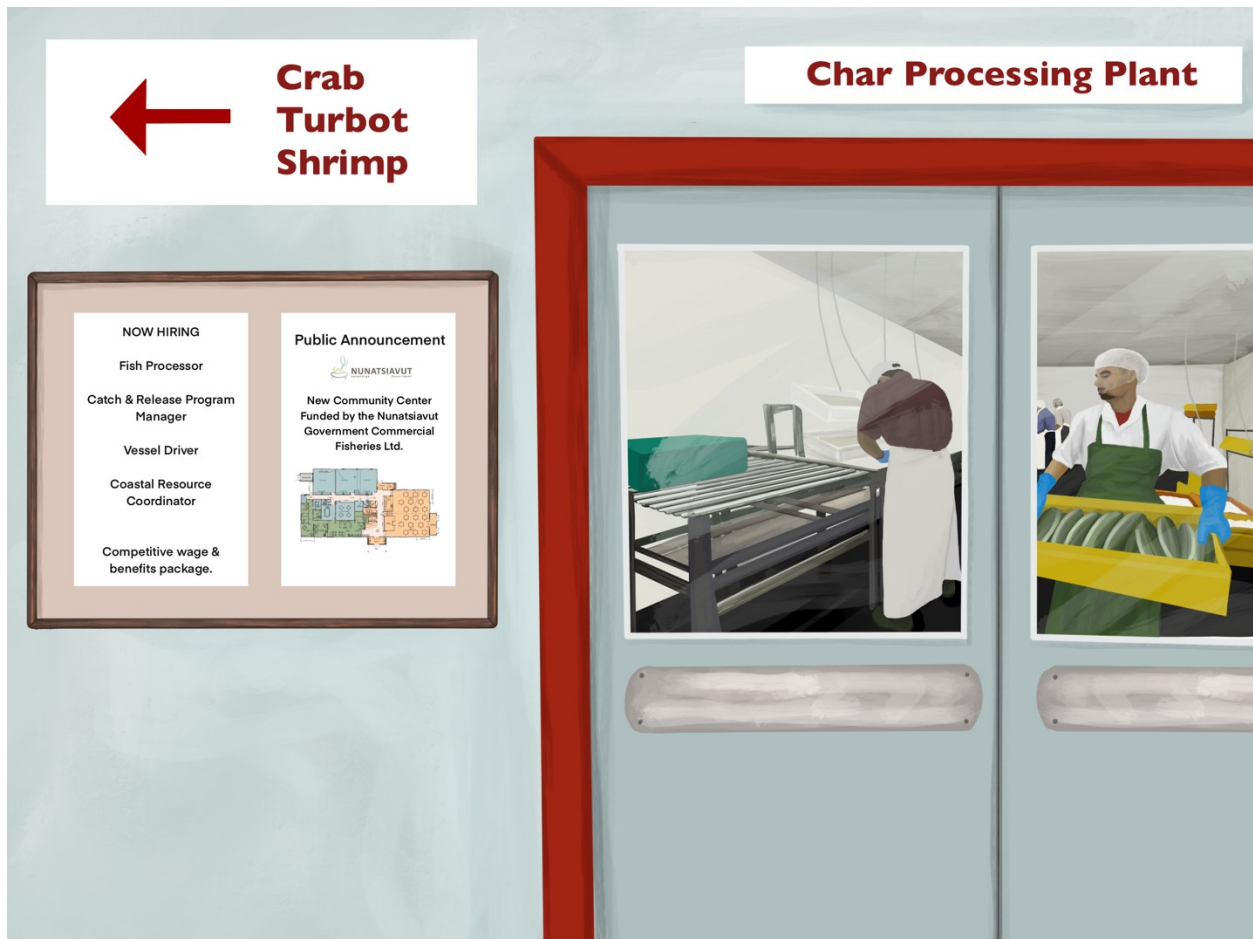 Crab
Turbot
Shrimp
Char Processing Plant
NOW HIRING
Fish Processor
Catch & Release Program
Manager
Vessel Driver
Coastal Resource
Coordinator
Competitive wage &
benefits package.
Public Announcement
NUNATSIAVUT
New Community Center
Funded by the Nunatsiavut
Government Commercial
Fisheries Ltd.